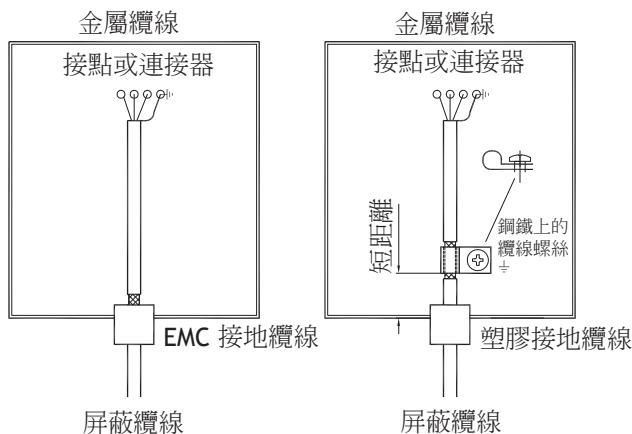 金屬纜線
接點或連接器
EMC 接地纜線
屏蔽纜線
金屬纜線
接點或連接器
短距離
鋼鐵上的
纜線螺絲
塑膠接地纜線
屏蔽纜線